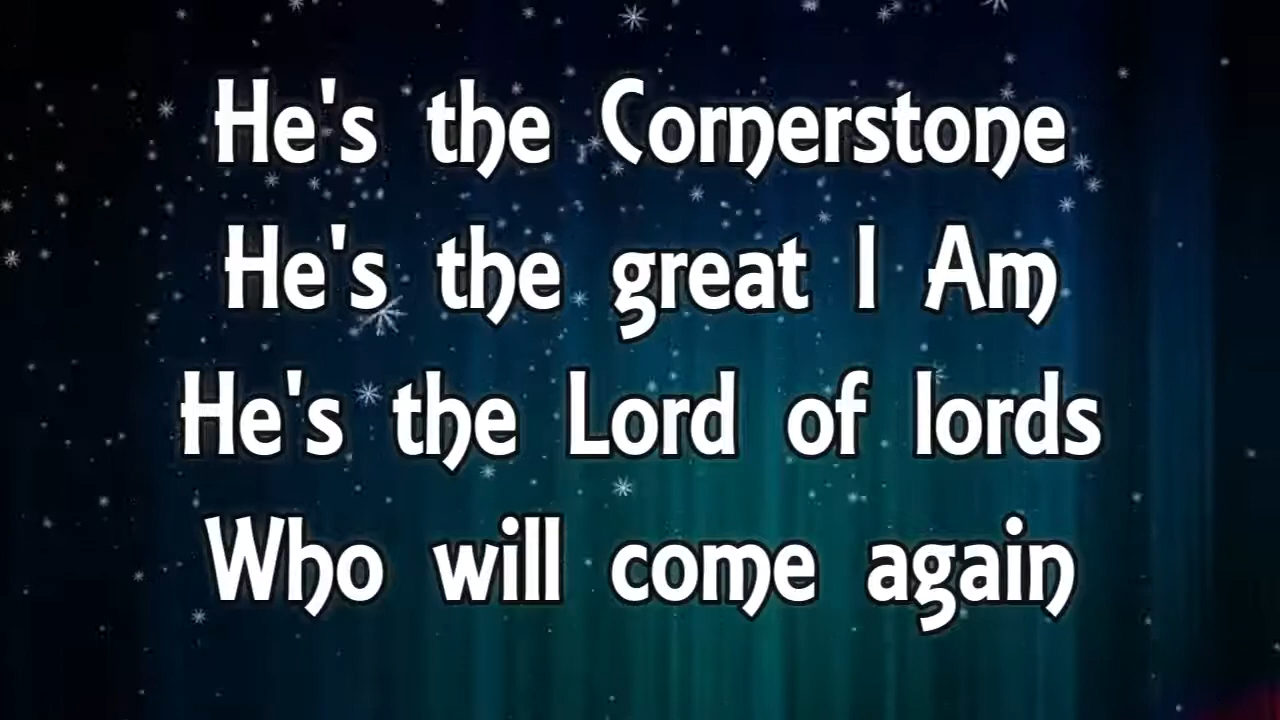 He's the Cornerstone
He's the great I Am
He's the Lord of lords
Who will come again